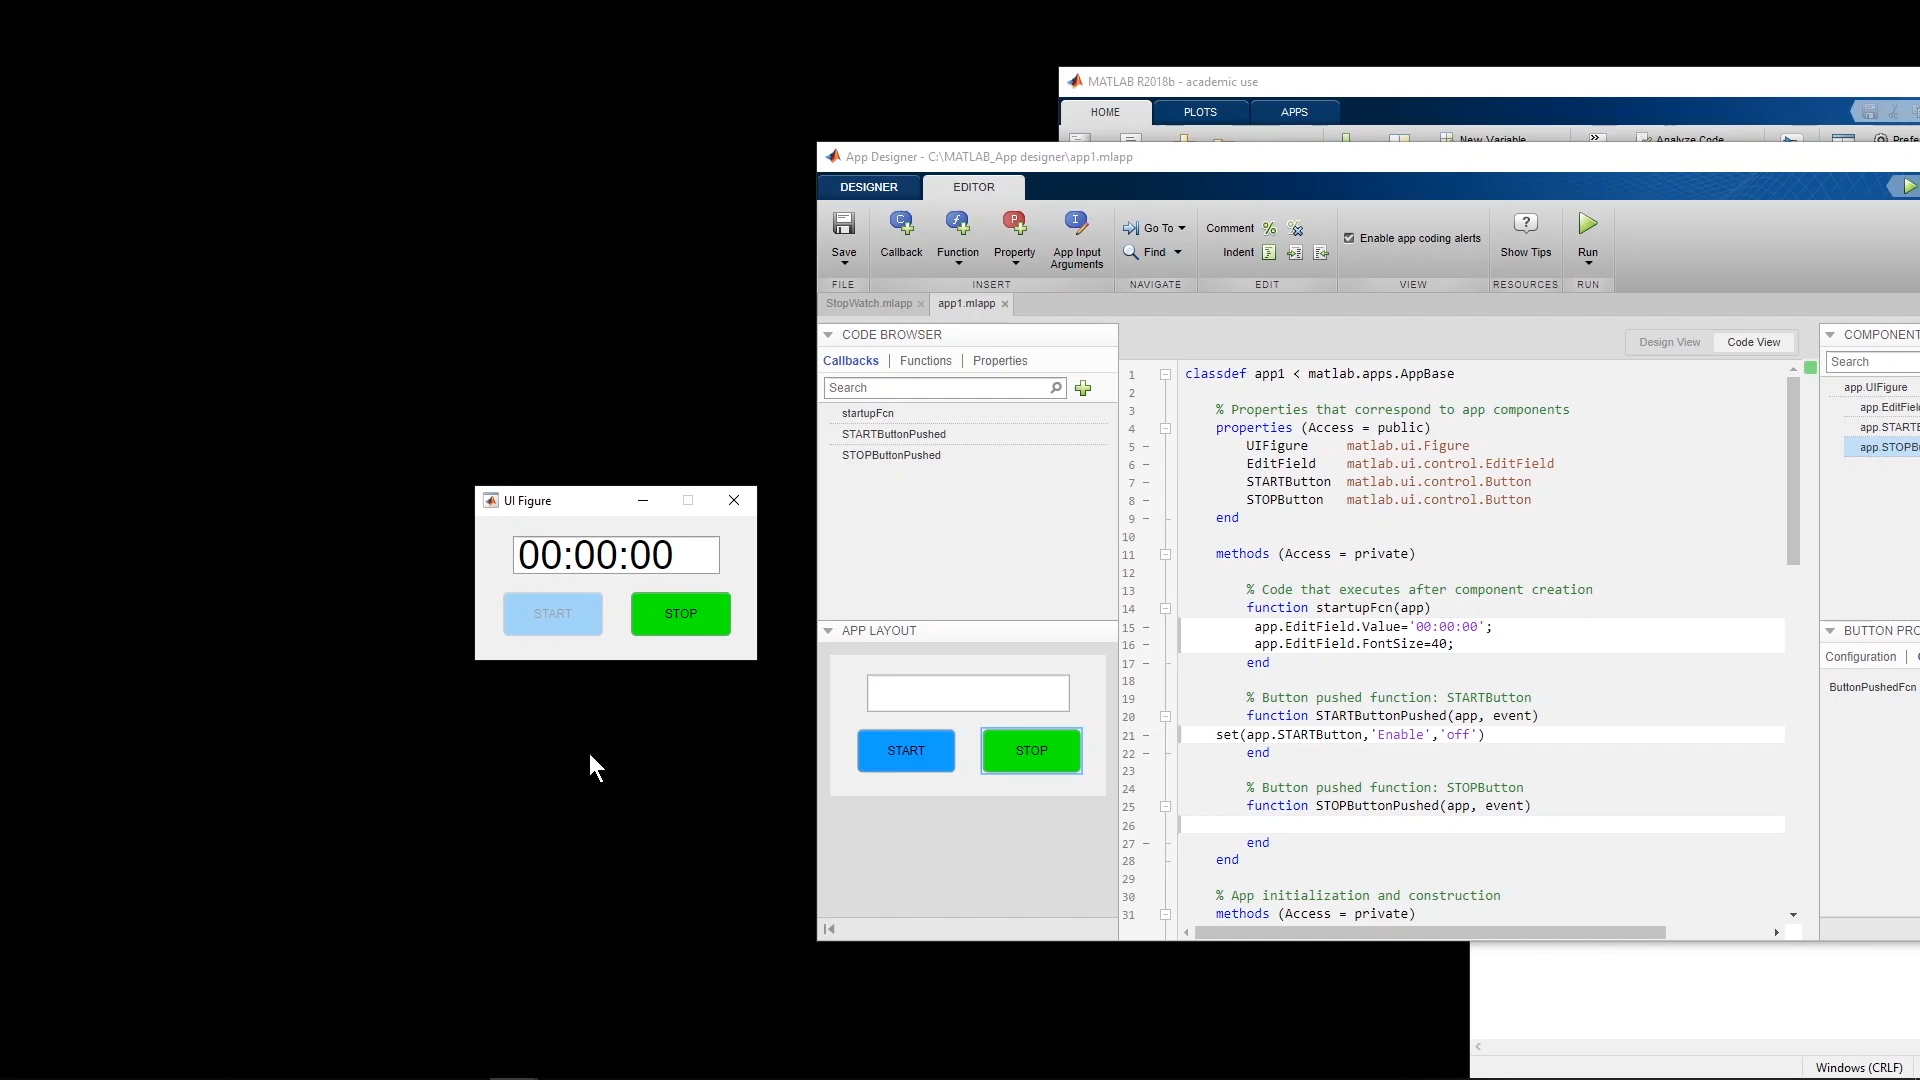 MATLAB R2018b - academic use
HOME PLOTS APPS
New Variable Analyze Code
App Designer - C:\MATLAB_App designer\app1.mlapp
DESIGNER EDITOR
Save Callback Function Property App Input Arguments Go To Find Comment Indent Enable app coding alerts Show Tips Run
FILE INSERT NAVIGATE EDIT VIEW RESOURCES RUN
StopWatch.mlapp app1.mlapp
CODE BROWSER
Callbacks Functions Properties
Search
startupFcn
STARTButtonPushed
STOPButtonPushed
APP LAYOUT
START STOP
UI Figure
00:00:00
START STOP
Design View Code View
1 classdef app1 < matlab.apps.AppBase
2
3 % Properties that correspond to app components
4 properties (Access = public)
5 UIFigure matlab.ui.Figure
6 EditField matlab.ui.control.EditField
7 STARTButton matlab.ui.control.Button
8 STOPButton matlab.ui.control.Button
9 end
10
11 methods (Access = private)
12
13 % Code that executes after component creation
14 function startupFcn(app)
15 app.EditField.Value='00:00:00';
16 app.EditField.FontSize=40;
17 end
18
19 % Button pushed function: STARTButton
20 function STARTButtonPushed(app, event)
21 set(app.STARTButton,'Enable','off')
22 end
23
24 % Button pushed function: STOPButton
25 function STOPButtonPushed(app, event)
26
27 end
28 end
29
30 % App initialization and construction
31 methods (Access = private)
COMPONENT
Search
app.UIFigure
app.EditFiel
app.START
app.STOPB
BUTTON PRO
Configuration
ButtonPushedFcn
Windows (CRLF)